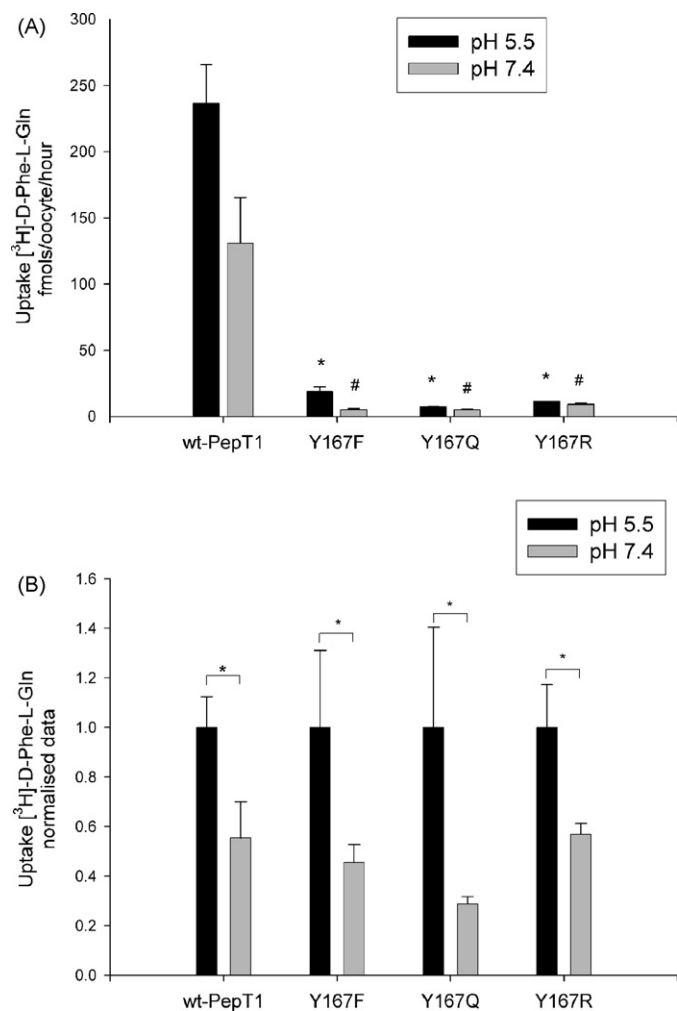 (A)
300
250
200
150
100
50
0
Uptake [³H]-D-Phe-L-Gln
fmols/oocyte/hour
pH 5.5
pH 7.4
* # * # * #
wt-PepT1 Y167F Y167Q Y167R
(B)
1.6
1.4
1.2
1.0
0.8
0.6
0.4
0.2
0.0
Uptake [³H]-D-Phe-L-Gln
normalised data
pH 5.5
pH 7.4
* * * *
wt-PepT1 Y167F Y167Q Y167R